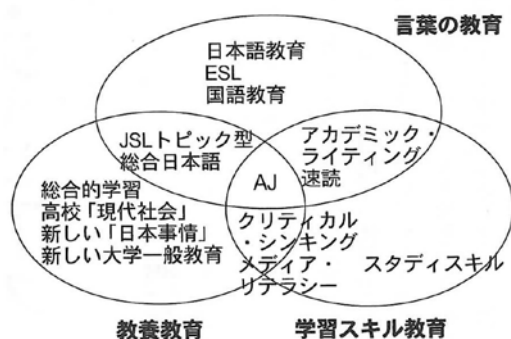 言葉の教育
日本語教育
ESL
国語教育
JSLトピック型
総合日本語
アカデミック・
ライティング
速読
AJ
総合的学習
高校「現代社会」
新しい「日本事情」
新しい大学一般教育
クリティカル
・シンキング
メディア・
リテラシー
スタディスキル
教養教育
学習スキル教育